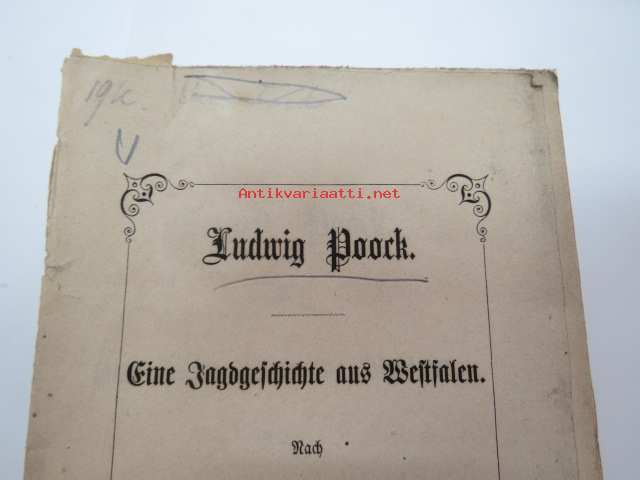 Antikvariaatti.net
Ludwig Poock.
Eine Jagdgeschichte aus Westfalen.
Nach